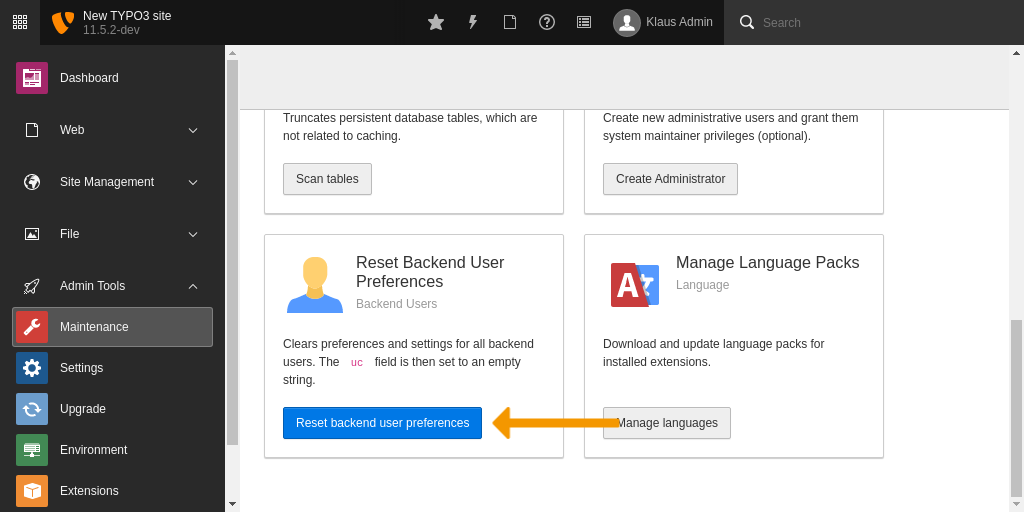 New TYPO3 site
11.5.2-dev
Klaus Admin
Search
Dashboard
Web
Site Management
File
Admin Tools
Maintenance
Settings
Upgrade
Environment
Extensions
Truncates persistent database tables, which are
not related to caching.
Scan tables
Create new administrative users and grant them
system maintainer privileges (optional).
Create Administrator
Reset Backend User
Preferences
Backend Users
Clears preferences and settings for all backend
users. The uc field is then set to an empty
string.
Reset backend user preferences
Manage Language Packs
Language
Download and update language packs for
installed extensions.
Manage languages